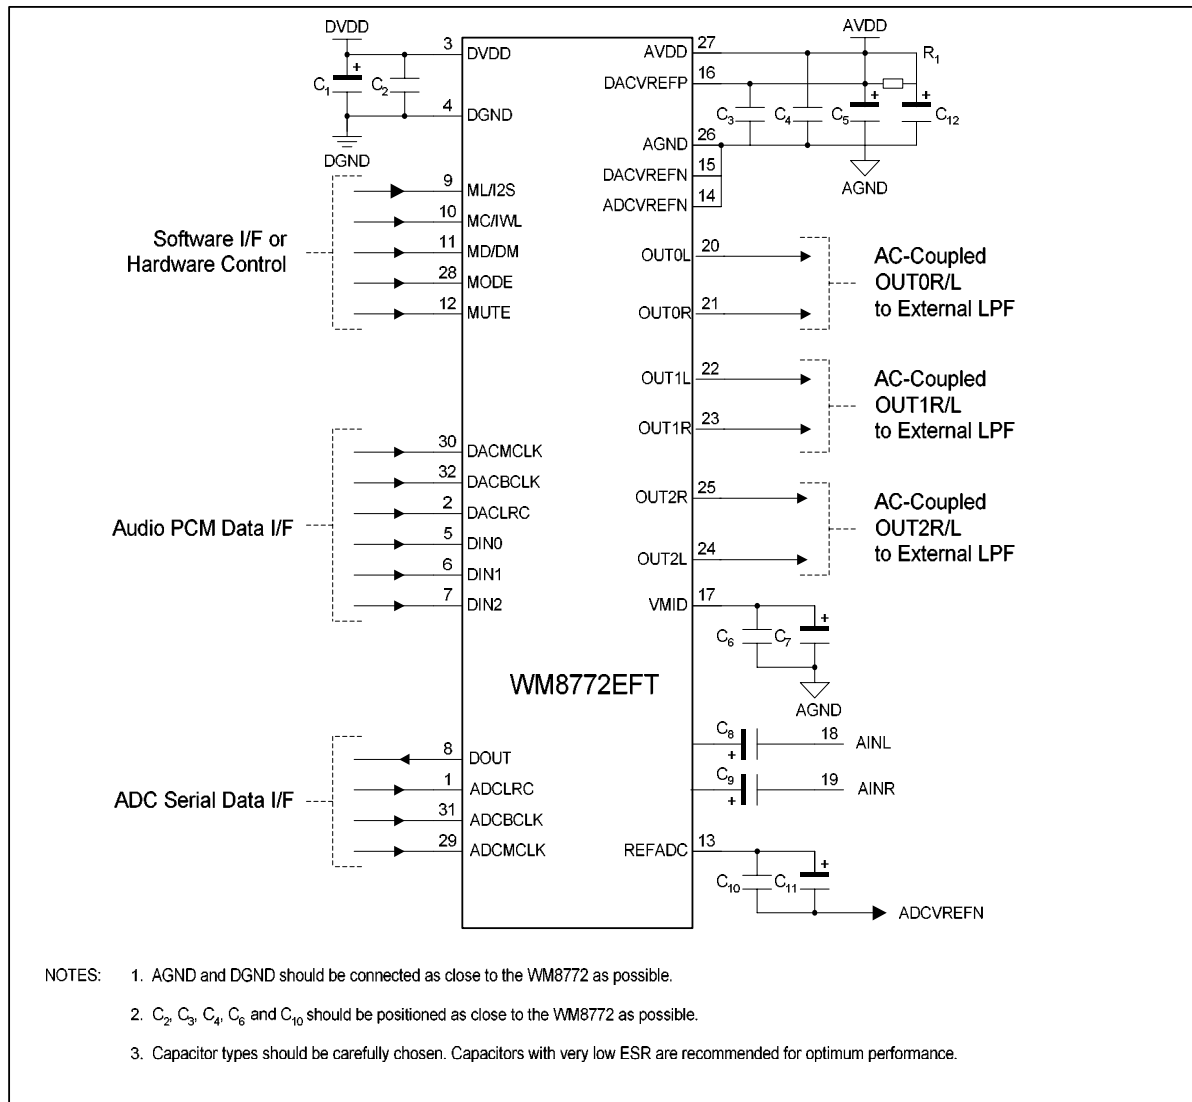 DVDD
3
DVDD
C1
+
C2
4
DGND
DGND
9
ML/I2S
10
MC/IWL
11
MD/DM
28
MODE
12
MUTE
Software I/F or
Hardware Control
30
DACMCLK
32
DACBCLK
2
DACLRC
5
DIN0
6
DIN1
7
DIN2
Audio PCM Data I/F
8
DOUT
1
ADCLRC
31
ADCBCLK
29
ADCMCLK
ADC Serial Data I/F
WM8772EFT
AVDD
AVDD
27
R1
DACVREFP
16
C3
C4
C5
+
C12
+
AGND
26
DACVREFN
15
ADCVREFN
14
AGND
OUT0L
20
OUT0R
21
AC-Coupled
OUT0R/L
to External LPF
OUT1L
22
OUT1R
23
AC-Coupled
OUT1R/L
to External LPF
OUT2R
25
OUT2L
24
AC-Coupled
OUT2R/L
to External LPF
VMID
17
C6
C7
+
AGND
C8
+
18
AINL
C9
+
19
AINR
REFADC
13
C10
C11
+
ADCVREFN
NOTES: 1. AGND and DGND should be connected as close to the WM8772 as possible.
2. C2, C3, C4, C6 and C10 should be positioned as close to the WM8772 as possible.
3. Capacitor types should be carefully chosen. Capacitors with very low ESR are recommended for optimum performance.